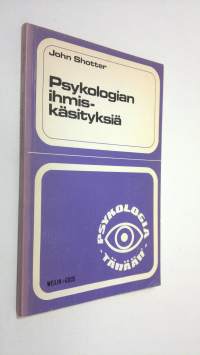 John Shotter
Psykologian
ihmis-
käsityksiä
PSYKOLOGIA
TÄNÄÄN
WEILIN+GÖÖS